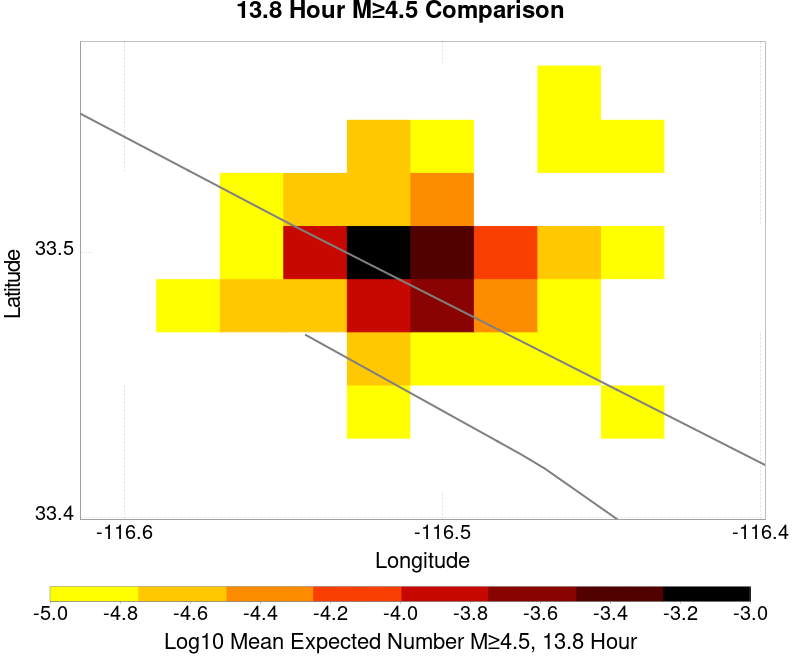 13.8 Hour M≥4.5 Comparison
Latitude
33.5
33.4
-116.6 -116.5 -116.4
Longitude
-5.0 -4.8 -4.6 -4.4 -4.2 -4.0 -3.8 -3.6 -3.4 -3.2 -3.0
Log10 Mean Expected Number M≥4.5, 13.8 Hour